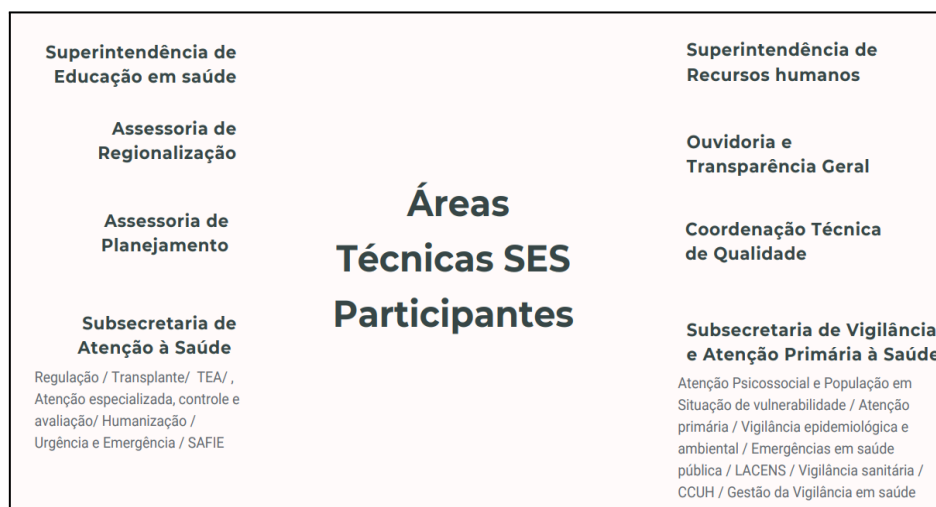 Superintendência de
Educação em saúde
Assessoria de
Regionalização
Assessoria de
Planejamento
Subsecretaria de
Atenção à Saúde
Regulação / Transplante/ TEA/ ,
Atenção especializada, controle e
avaliação/ Humanização /
Urgência e Emergência / SAFIE
Áreas
Técnicas SES
Participantes
Superintendência de
Recursos humanos
Ouvidoria e
Transparência Geral
Coordenação Técnica
de Qualidade
Subsecretaria de Vigilância
e Atenção Primária à Saúde
Atenção Psicossocial e População em
Situação de vulnerabilidade / Atenção
primária / Vigilância epidemiológica e
ambiental / Emergências em saúde
pública / LACENS / Vigilância sanitária /
CCUH / Gestão da Vigilância em saúde